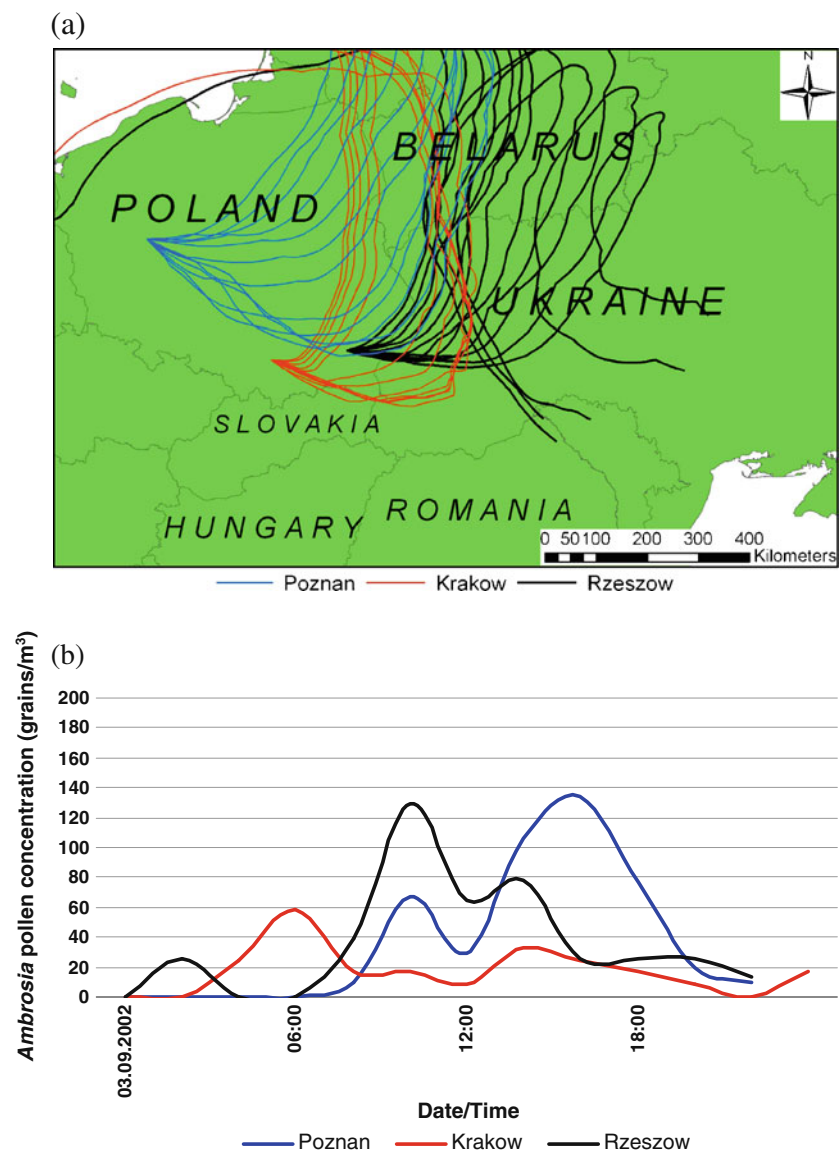 (a)
N
BELARUS
POLAND
UKRAINE
SLOVAKIA
HUNGARY ROMANIA
0 50 100 200 300 400
Kilometers
Poznan Krakow Rzeszow
(b)
Ambrosia pollen concentration (grains/m³)
200
180
160
140
120
100
80
60
40
20
0
03.09.2002 06:00 12:00 18:00
Date/Time
Poznan Krakow Rzeszow